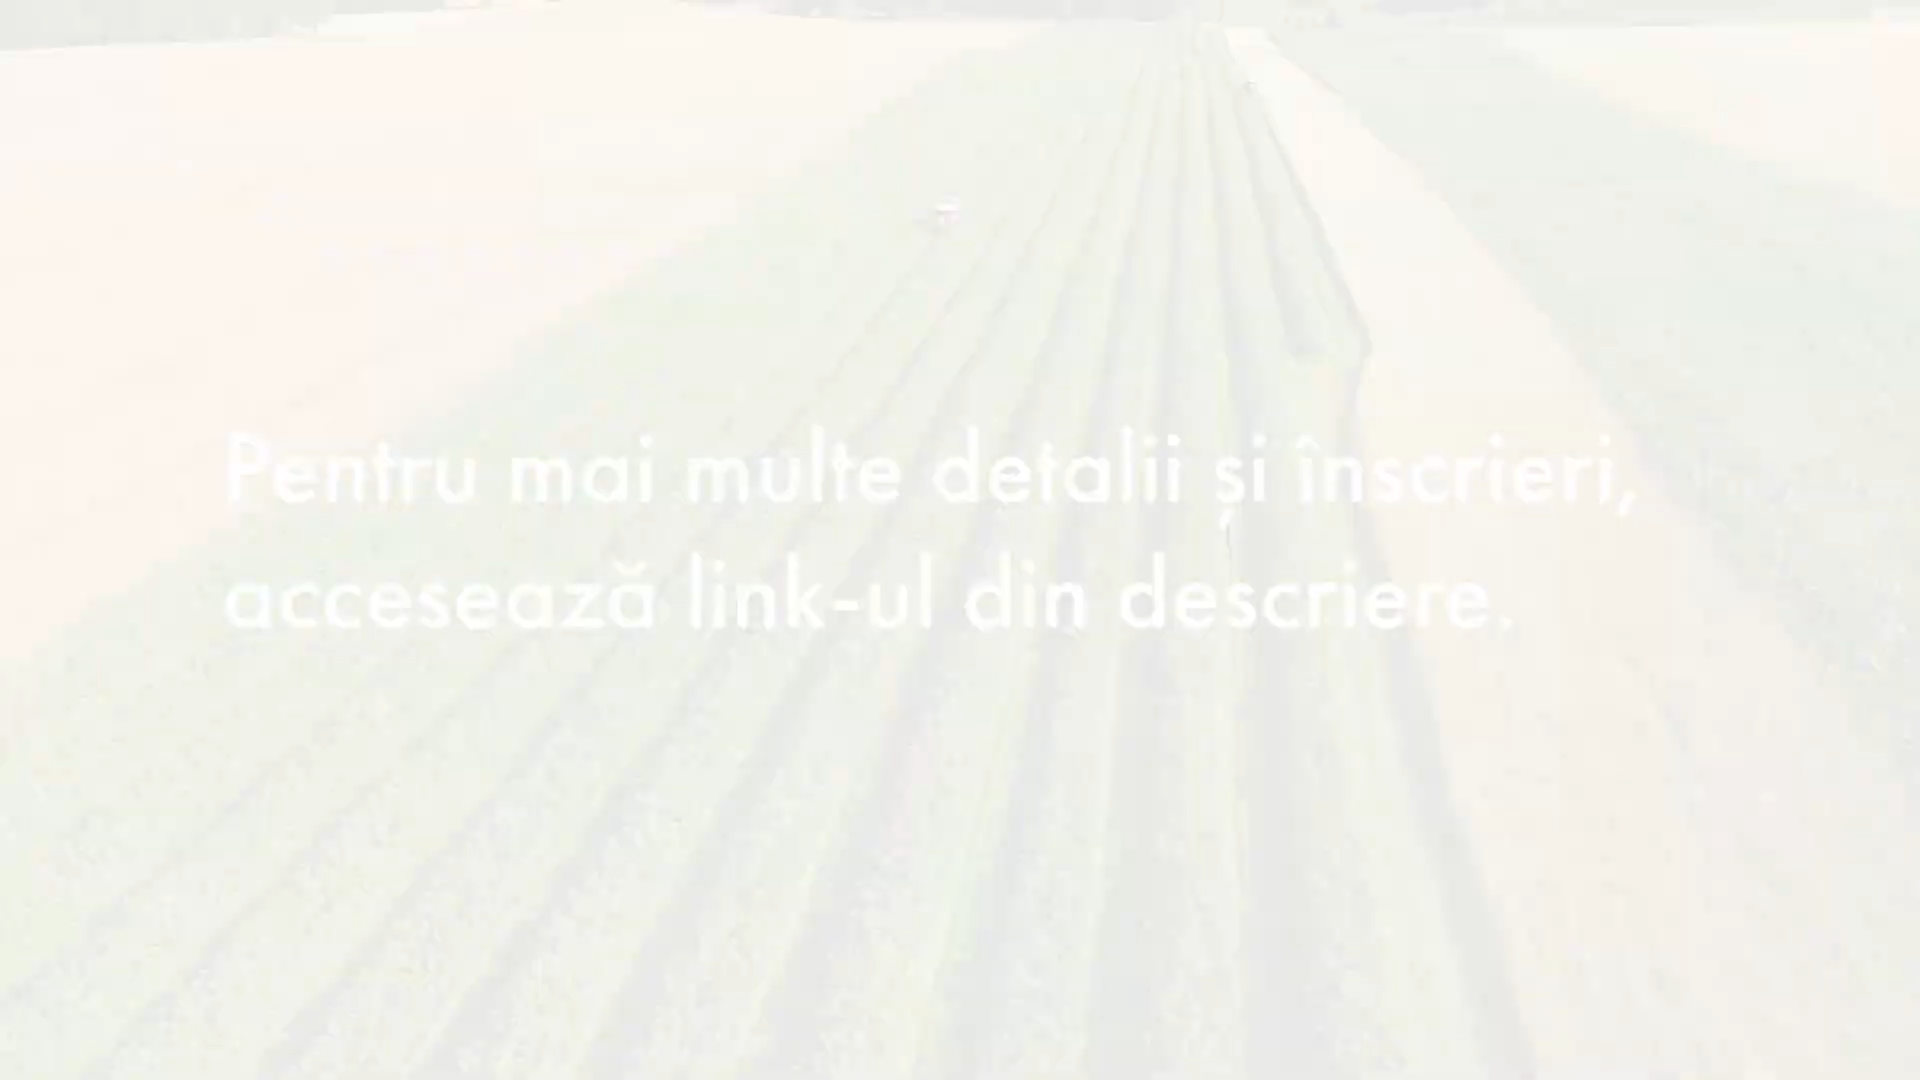 Pentru mai multe detalii și înscrieri,
accesează link-ul din descriere.